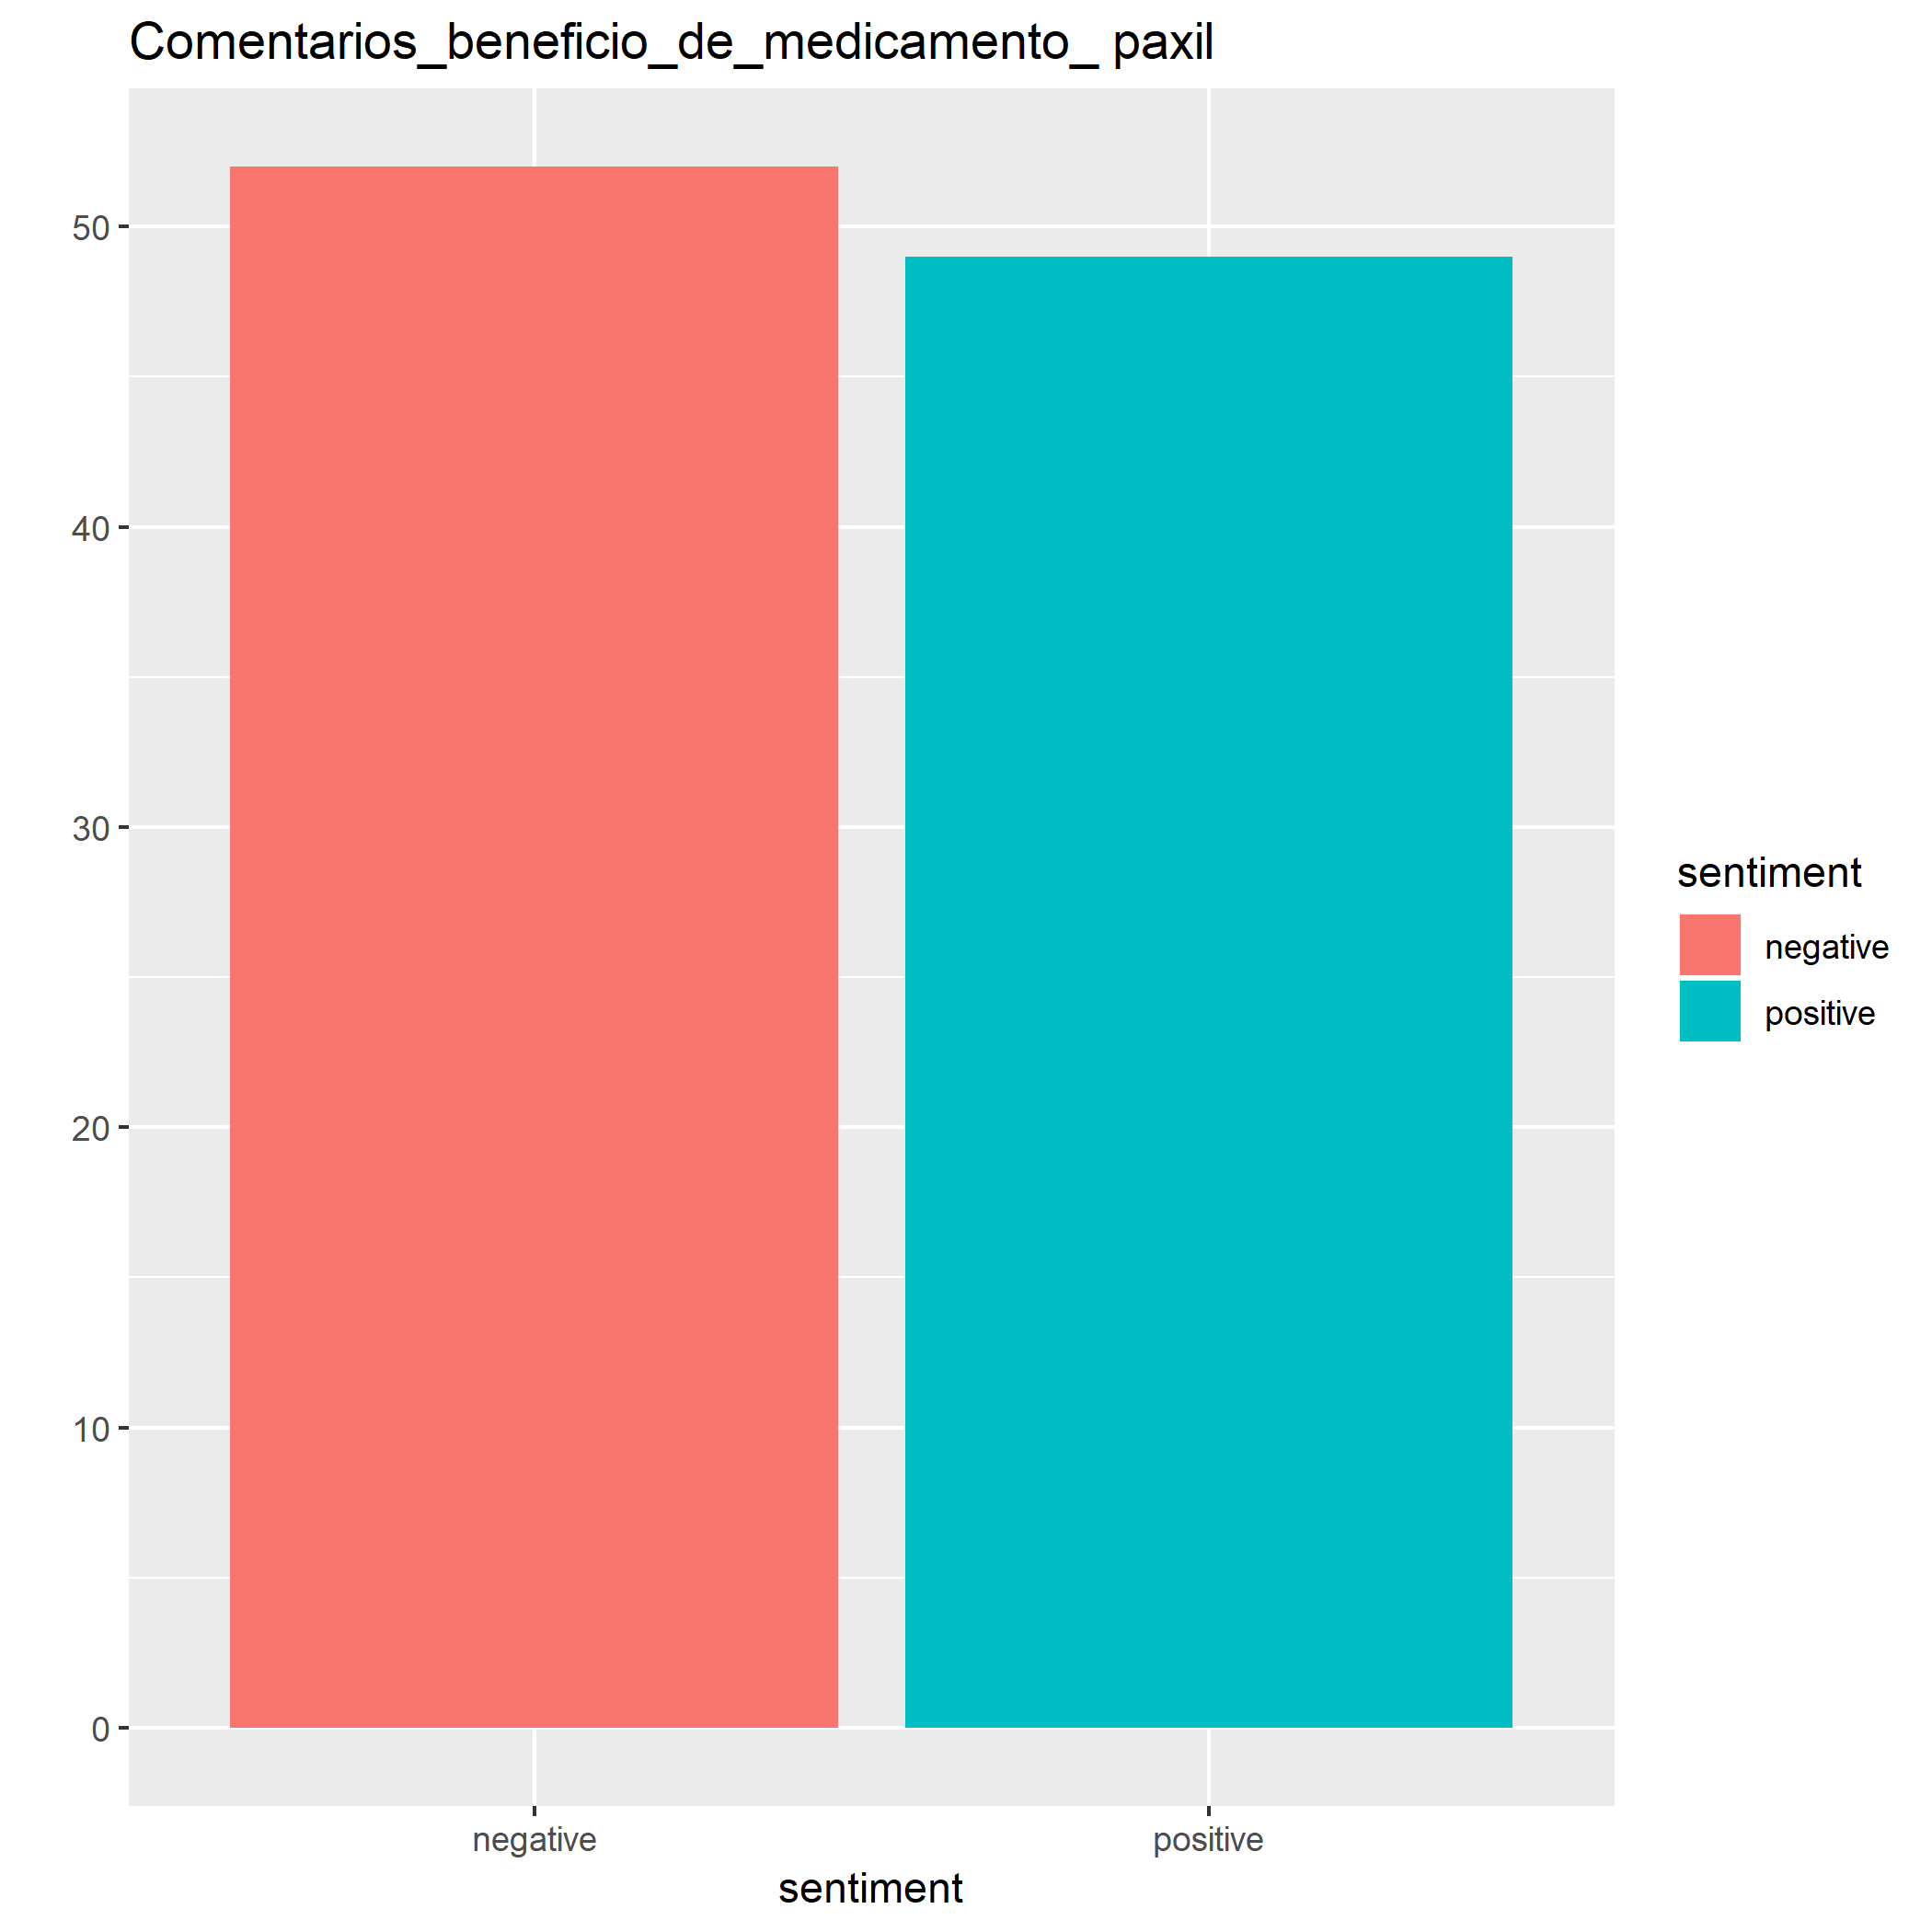 Comentarios_beneficio_de_medicamento_ paxil
50
40
30
20
10
0
negative
positive
sentiment
sentiment
negative
positive